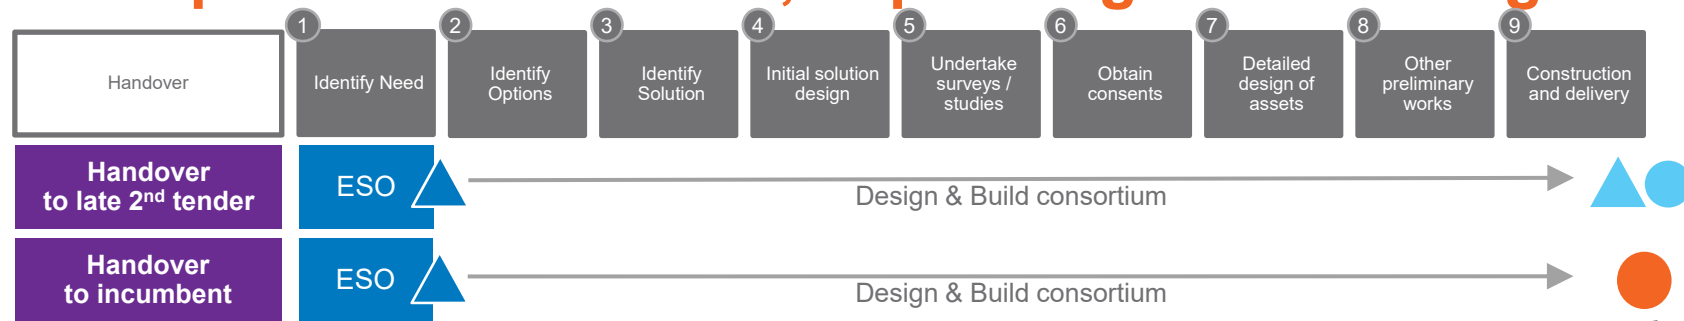 1 2 3 4 5 6 7 8 9
Handover
Identify Need
Identify
Options
Identify
Solution
Initial solution
design
Undertake
surveys /
studies
Obtain
consents
Detailed
design of
assets
Other
preliminary
works
Construction
and delivery
Handover
to late 2nd tender
ESO
Design & Build consortium
Handover
to incumbent
ESO
Design & Build consortium